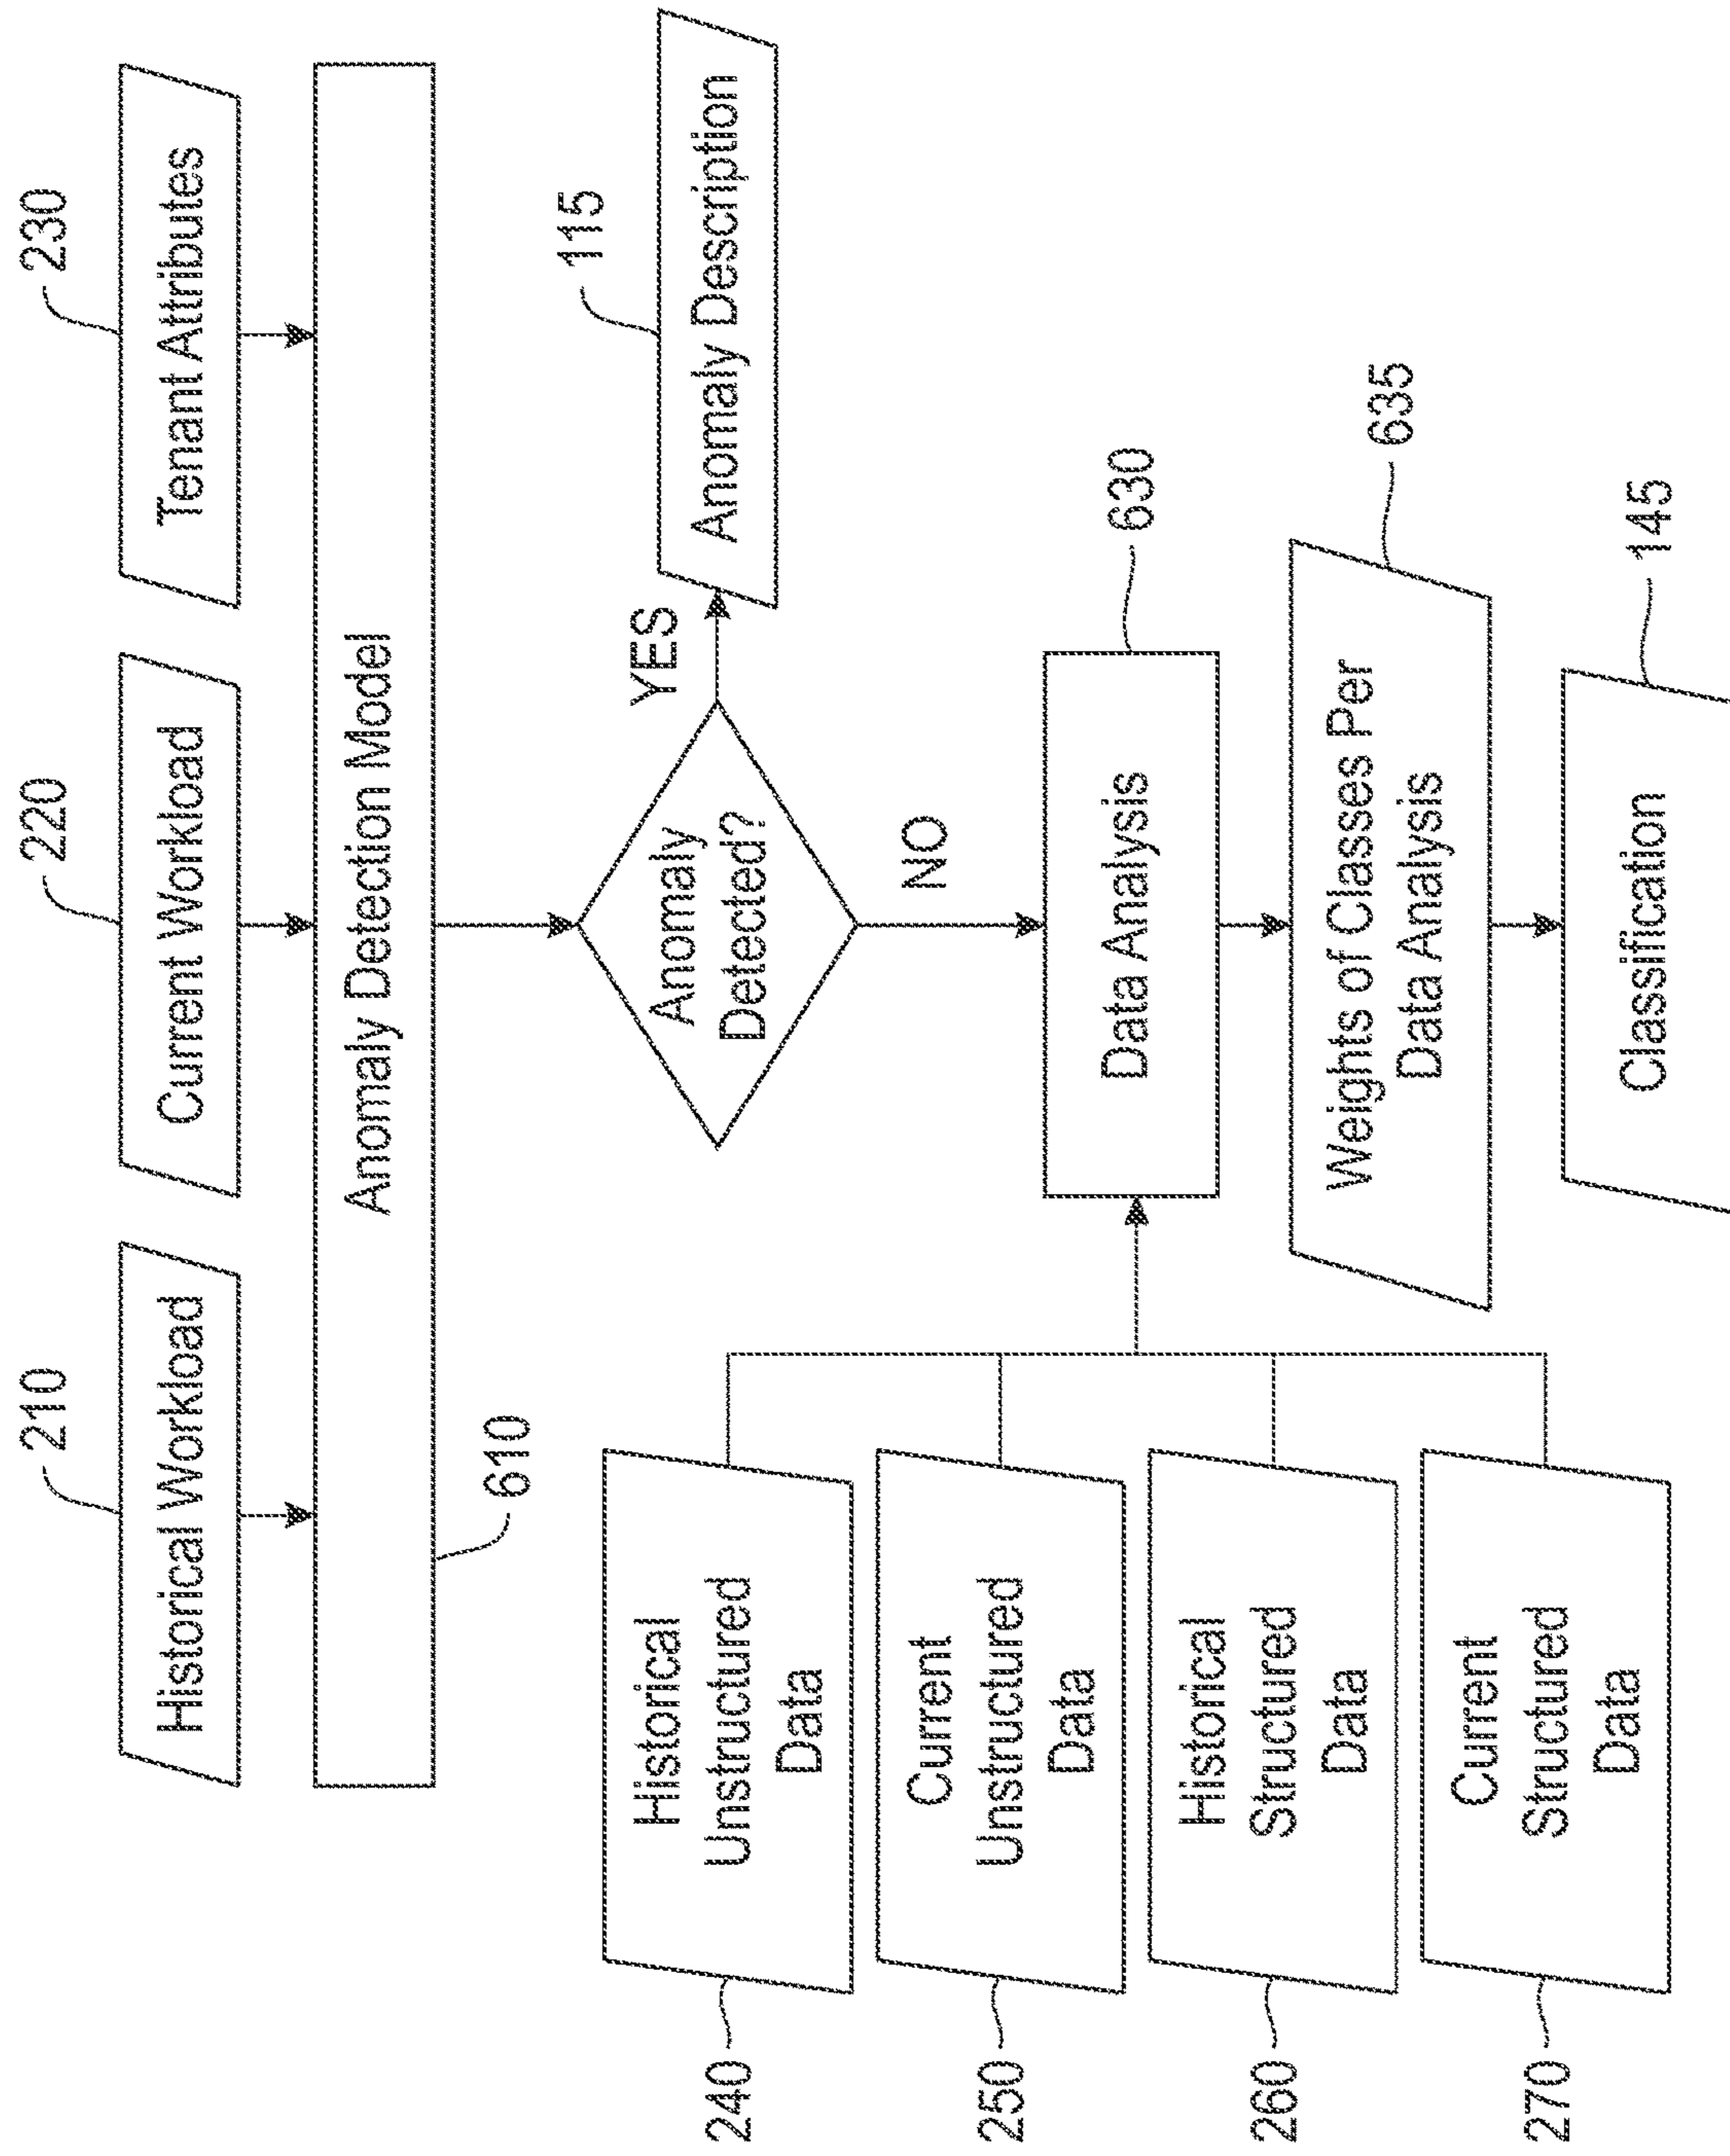 210
220
230
Historical Workload
Current Workload
Tenant Attributes
Anomaly Detection Model
610
115
YES
Anomaly
Detected?
Anomaly Description
NO
240
Historical
Unstructured
Data
250
Current
Unstructured
Data
260
Historical
Structured
Data
270
Current
Structured
Data
630
Data Analysis
635
Weights of Classes Per
Data Analysis
145
Classification